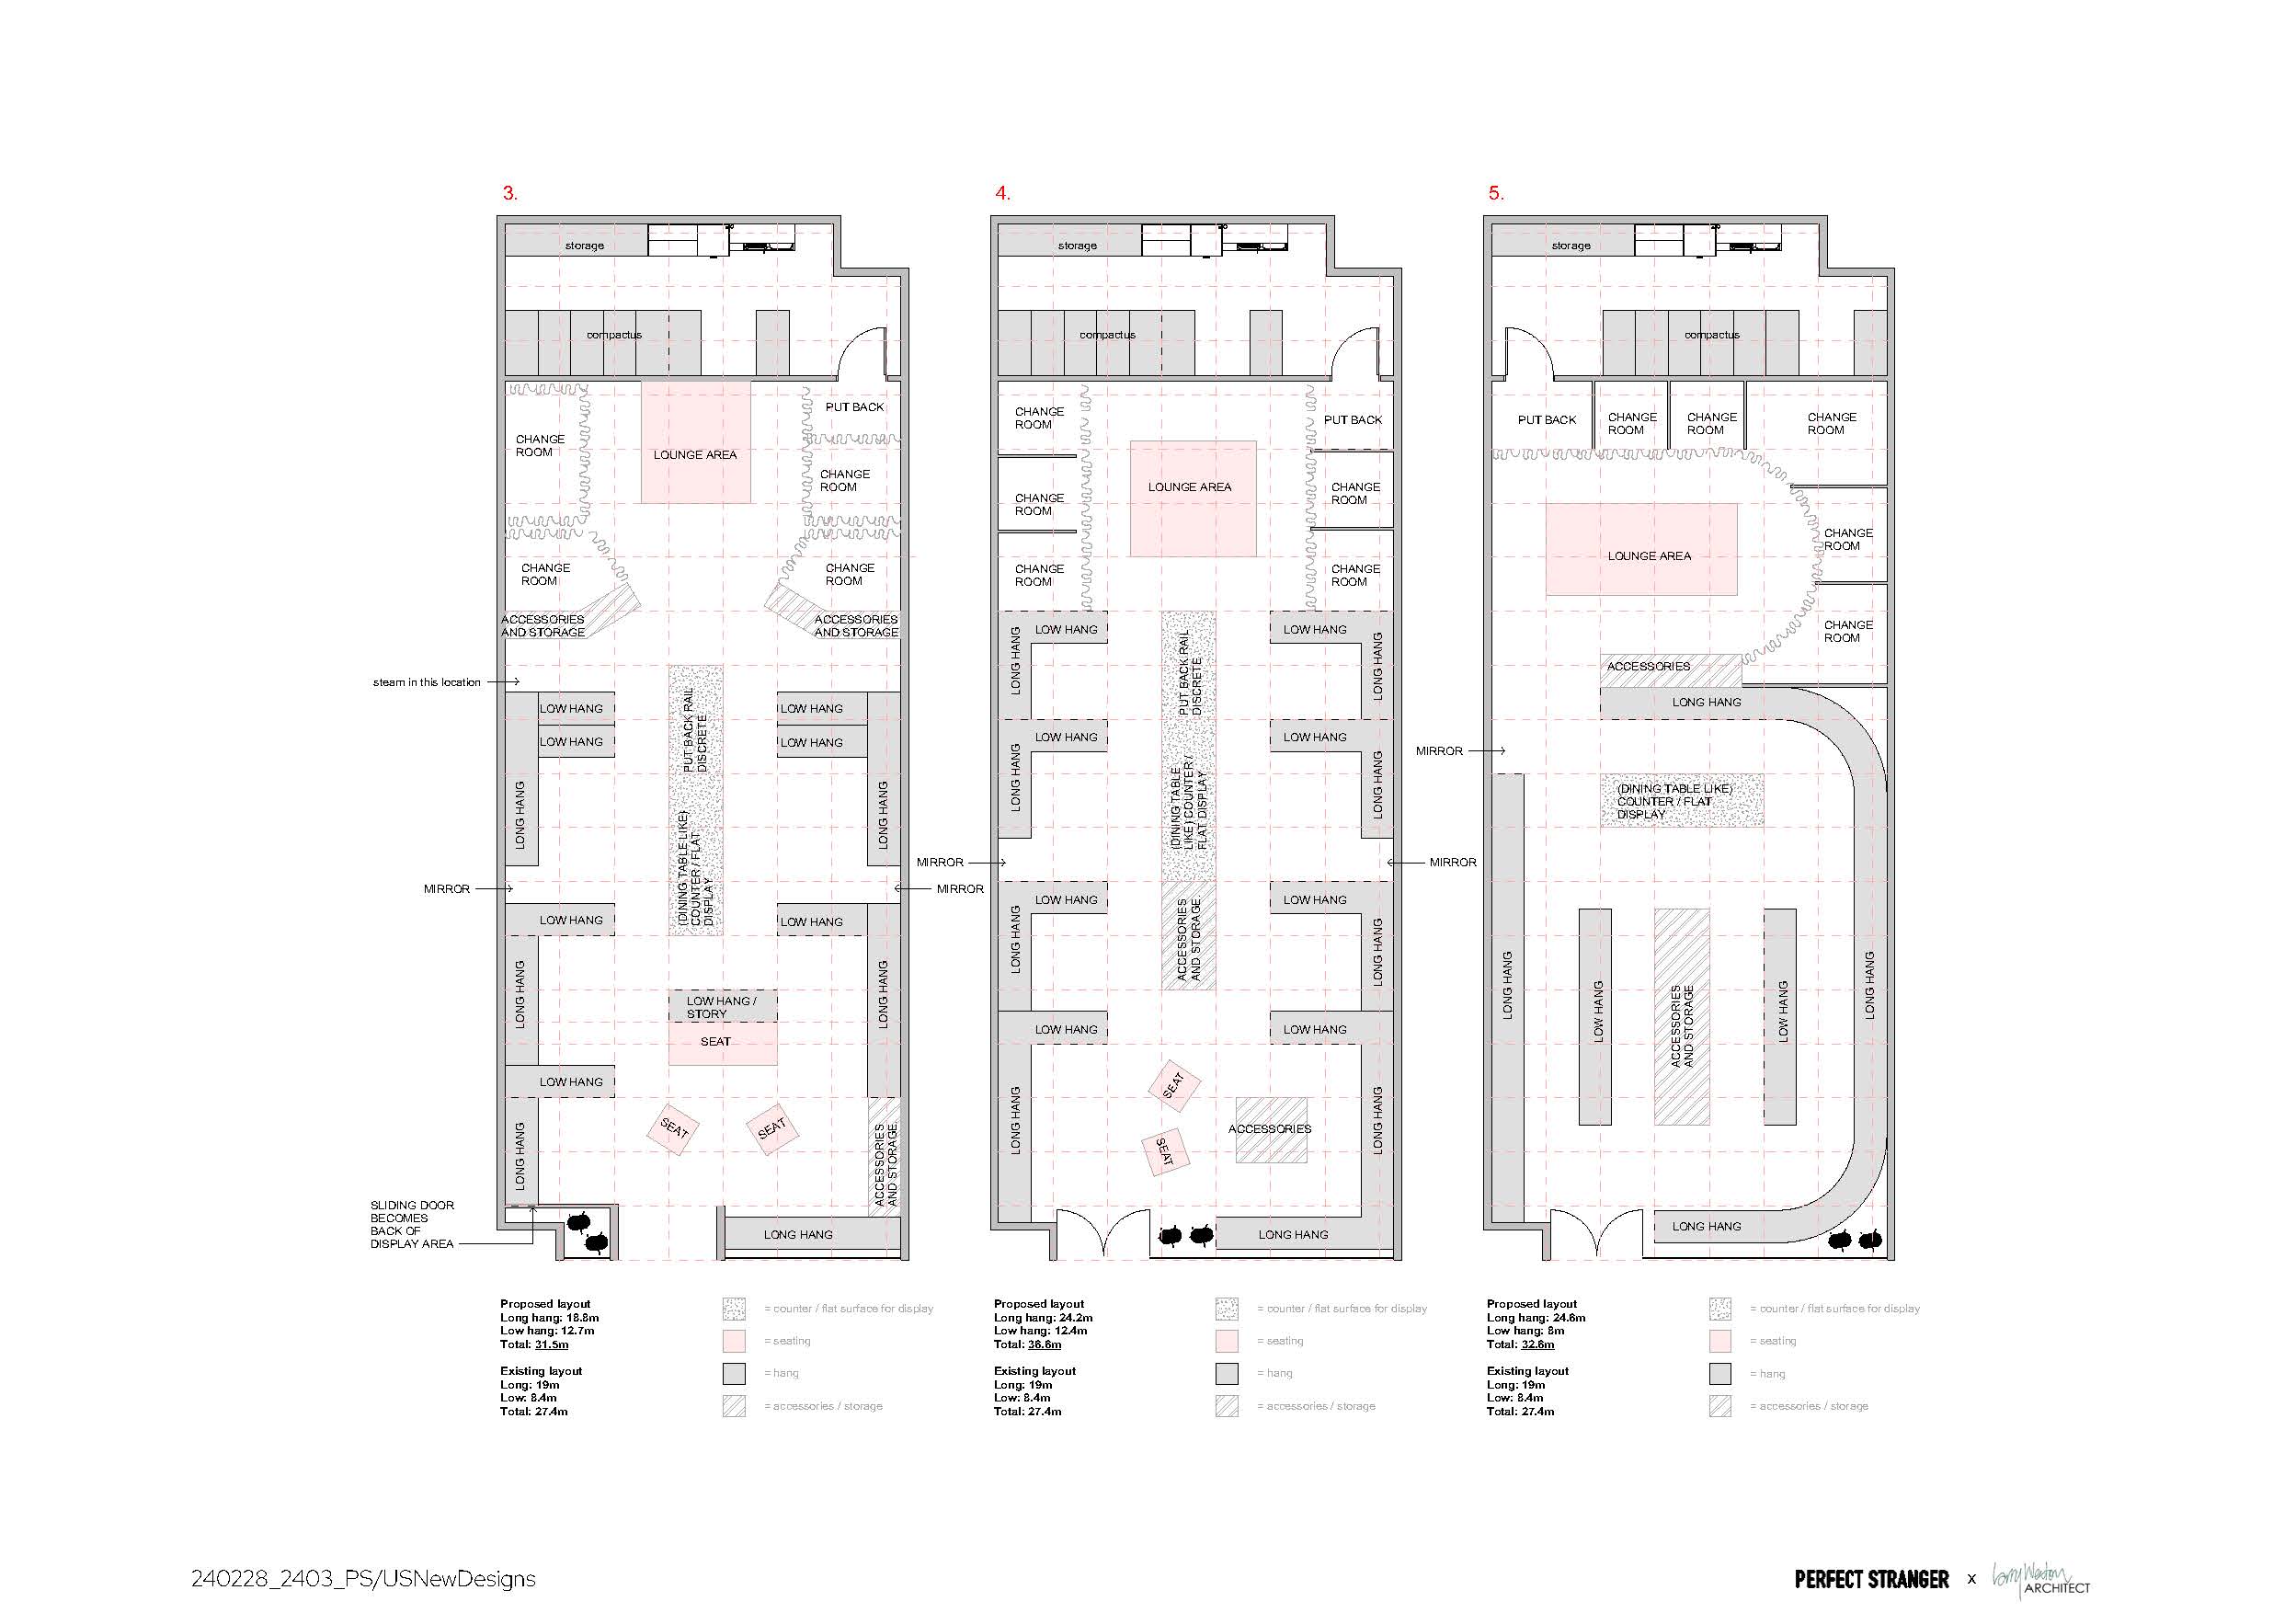 3.
storage
compactus
PUT BACK
CHANGE
ROOM
LOUNGE AREA
CHANGE
ROOM
CHANGE
ROOM
CHANGE
ROOM
ACCESSORIES
AND STORAGE
ACCESSORIES
AND STORAGE
steam in this location
LOW HANG
LOW HANG
LOW HANG
LOW HANG
PUT BACK RAIL
DISCRETE
LONG HANG
LONG HANG
(DINING TABLE LIKE)
COUNTER / FLAT
DISPLAY
MIRROR
MIRROR
LOW HANG
LOW HANG
LONG HANG
LONG HANG
LOW HANG /
STORY
SEAT
LOW HANG
SEAT
SEAT
LONG HANG
ACCESSORIES
AND STORAGE
SLIDING DOOR
BECOMES
BACK OF
DISPLAY AREA
LONG HANG
Proposed layout
Long hang: 18.8m
Low hang: 12.7m
Total: 31.5m
Existing layout
Long: 19m
Low: 8.4m
Total: 27.4m
= counter / flat surface for display
= seating
= hang
= accessories / storage
4.
storage
compactus
CHANGE
ROOM
PUT BACK
LOUNGE AREA
CHANGE
ROOM
CHANGE
ROOM
CHANGE
ROOM
CHANGE
ROOM
LOW HANG
LOW HANG
LONG HANG
LONG HANG
PUT BACK RAIL
DISCRETE
LOW HANG
LOW HANG
LONG HANG
LONG HANG
(DINING TABLE
LIKE) COUNTER /
FLAT DISPLAY
MIRROR
MIRROR
LOW HANG
LOW HANG
LONG HANG
LONG HANG
ACCESSORIES
AND STORAGE
LOW HANG
LOW HANG
SEAT
SEAT
LONG HANG
LONG HANG
ACCESSORIES
LONG HANG
Proposed layout
Long hang: 24.2m
Low hang: 12.4m
Total: 36.6m
Existing layout
Long: 19m
Low: 8.4m
Total: 27.4m
= counter / flat surface for display
= seating
= hang
= accessories / storage
5.
storage
compactus
PUT BACK
CHANGE
ROOM
CHANGE
ROOM
CHANGE
ROOM
LOUNGE AREA
CHANGE
ROOM
CHANGE
ROOM
ACCESSORIES
LONG HANG
MIRROR
(DINING TABLE LIKE)
COUNTER / FLAT
DISPLAY
LONG HANG
LOW HANG
ACCESSORIES
AND STORAGE
LOW HANG
LONG HANG
LONG HANG
Proposed layout
Long hang: 24.6m
Low hang: 8m
Total: 32.6m
Existing layout
Long: 19m
Low: 8.4m
Total: 27.4m
= counter / flat surface for display
= seating
= hang
= accessories / storage
240228_2403_PS/USNewDesigns
PERFECT STRANGER x
ARCHITECT